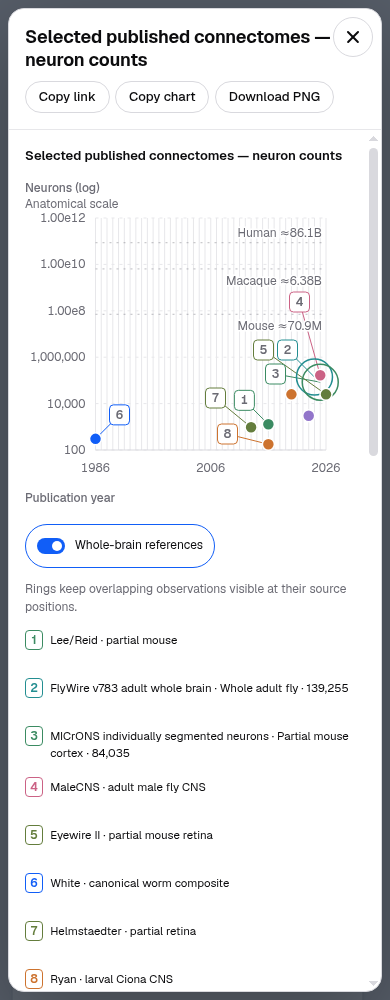 Selected published connectomes —
neuron counts
Copy link
Copy chart
Download PNG
Selected published connectomes — neuron counts
Neurons (log)
Anatomical scale
1.00e12
Human ≈86.1B
1.00e10
Macaque ≈6.38B
4
1.00e8
Mouse ≈70.9M
5
2
1,000,000
3
7
1
10,000
6
8
100
1986
2006
2026
Publication year
Whole-brain references
Rings keep overlapping observations visible at their source
positions.
1 Lee/Reid · partial mouse
2 FlyWire v783 adult whole brain · Whole adult fly · 139,255
3 MICrONS individually segmented neurons · Partial mouse
cortex · 84,035
4 MaleCNS · adult male fly CNS
5 Eyewire II · partial mouse retina
6 White · canonical worm composite
7 Helmstaedter · partial retina
8 Ryan · larval Ciona CNS